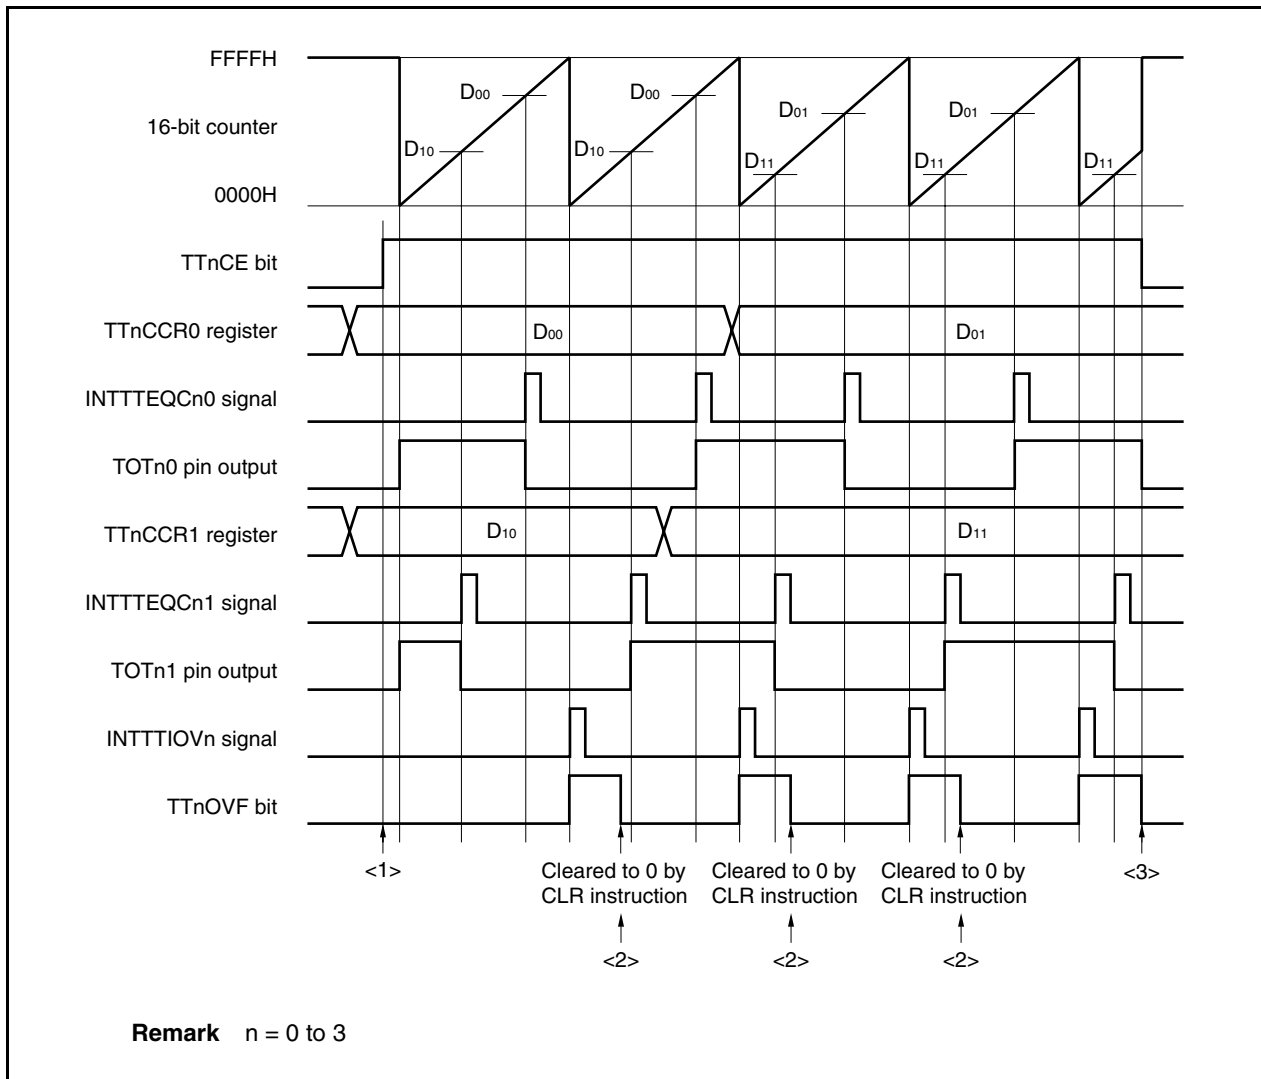 FFFFH
D00
D00
D01
D01
16-bit counter
D10
D10
D11
D11
D11
0000H
TTnCE bit
TTnCCR0 register
D00
D01
INTTTEQCn0 signal
TOTn0 pin output
TTnCCR1 register
D10
D11
INTTTEQCn1 signal
TOTn1 pin output
INTTTIOVn signal
TTnOVF bit
<1>
Cleared to 0 by
CLR instruction
Cleared to 0 by
CLR instruction
Cleared to 0 by
CLR instruction
<3>
<2>
<2>
<2>
Remark n = 0 to 3